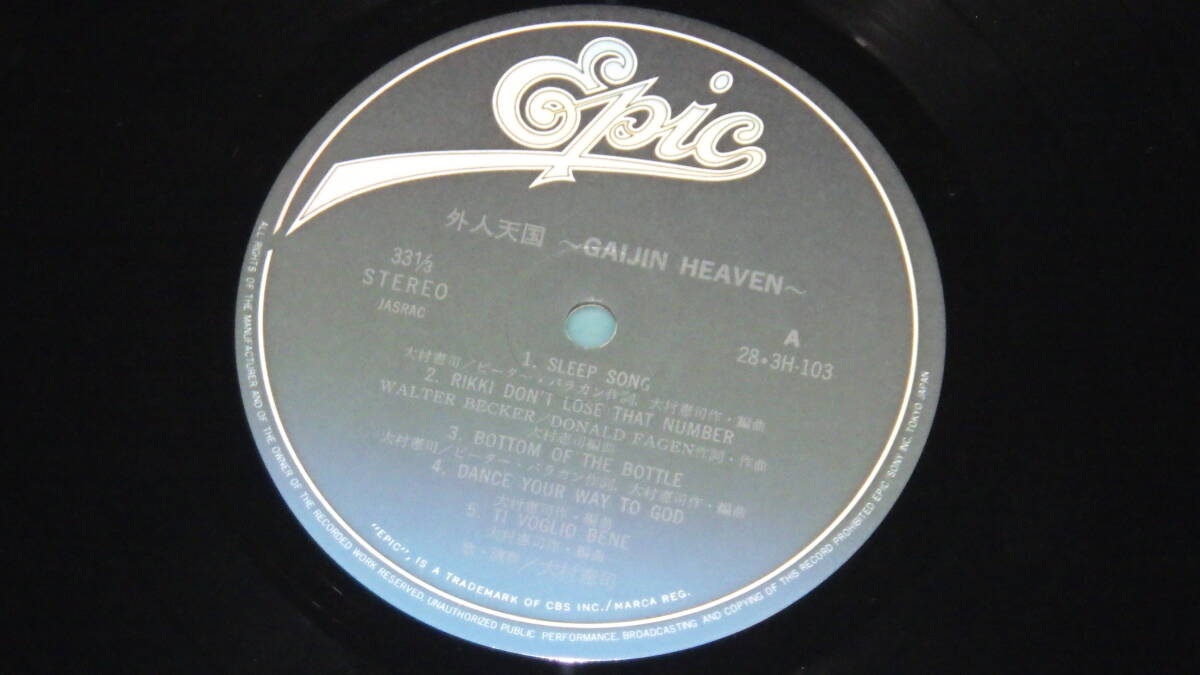 Epic
外人天国 ～GAIJIN HEAVEN～
33⅓
STEREO
JASRAC
A
28・3H-103
1. SLEEP SONG
大村憲司／ピーター・バラカン作詞, 大村憲司作・編曲
2. RIKKI DON'T LOSE THAT NUMBER
WALTER BECKER/DONALD FAGEN作詞・作曲
大村憲司編曲
3. BOTTOM OF THE BOTTLE
大村憲司／ピーター・バラカン作詞, 大村憲司作・編曲
4. DANCE YOUR WAY TO GOD
大村憲司作・編曲
5. TI VOGLIO BENE
大村憲司作・編曲
歌・演奏／大村憲司
ALL RIGHTS OF THE MANUFACTURER AND OF THE OWNER OF THE RECORDED WORK RESERVED. UNAUTHORIZED PUBLIC PERFORMANCE, BROADCASTING AND COPYING OF THIS RECORD PROHIBITED EPIC/SONY INC. TOKYO JAPAN
"EPIC", IS A TRADEMARK OF CBS INC./MARCA REG.